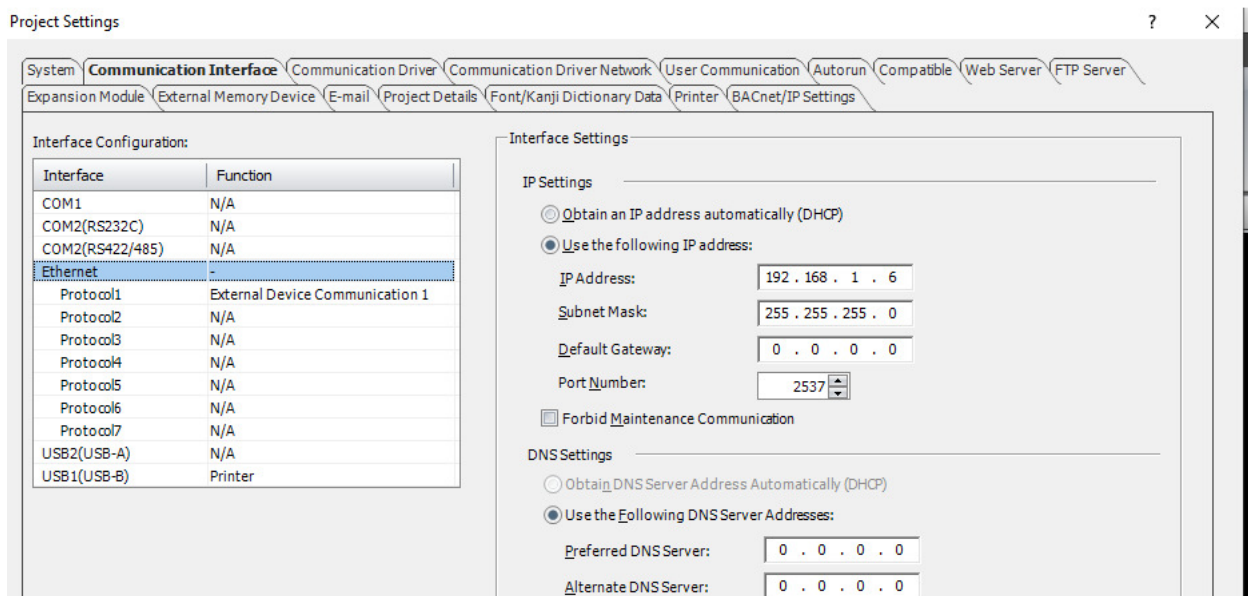 Project Settings
?
System Communication Interface Communication Driver Communication Driver Network User Communication Autorun Compatible Web Server FTP Server
Expansion Module External Memory Device E-mail Project Details Font/Kanji Dictionary Data Printer BACnet/IP Settings
Interface Configuration:
Interface Function
COM1 N/A
COM2(RS232C) N/A
COM2(RS422/485) N/A
Ethernet -
Protocol1 External Device Communication 1
Protocol2 N/A
Protocol3 N/A
Protocol4 N/A
Protocol5 N/A
Protocol6 N/A
Protocol7 N/A
USB2(USB-A) N/A
USB1(USB-B) Printer
Interface Settings
IP Settings
Obtain an IP address automatically (DHCP)
Use the following IP address:
IP Address: 192 . 168 . 1 . 6
Subnet Mask: 255 . 255 . 255 . 0
Default Gateway: 0 . 0 . 0 . 0
Port Number: 2537
Forbid Maintenance Communication
DNS Settings
Obtain DNS Server Address Automatically (DHCP)
Use the Following DNS Server Addresses:
Preferred DNS Server: 0 . 0 . 0 . 0
Alternate DNS Server: 0 . 0 . 0 . 0